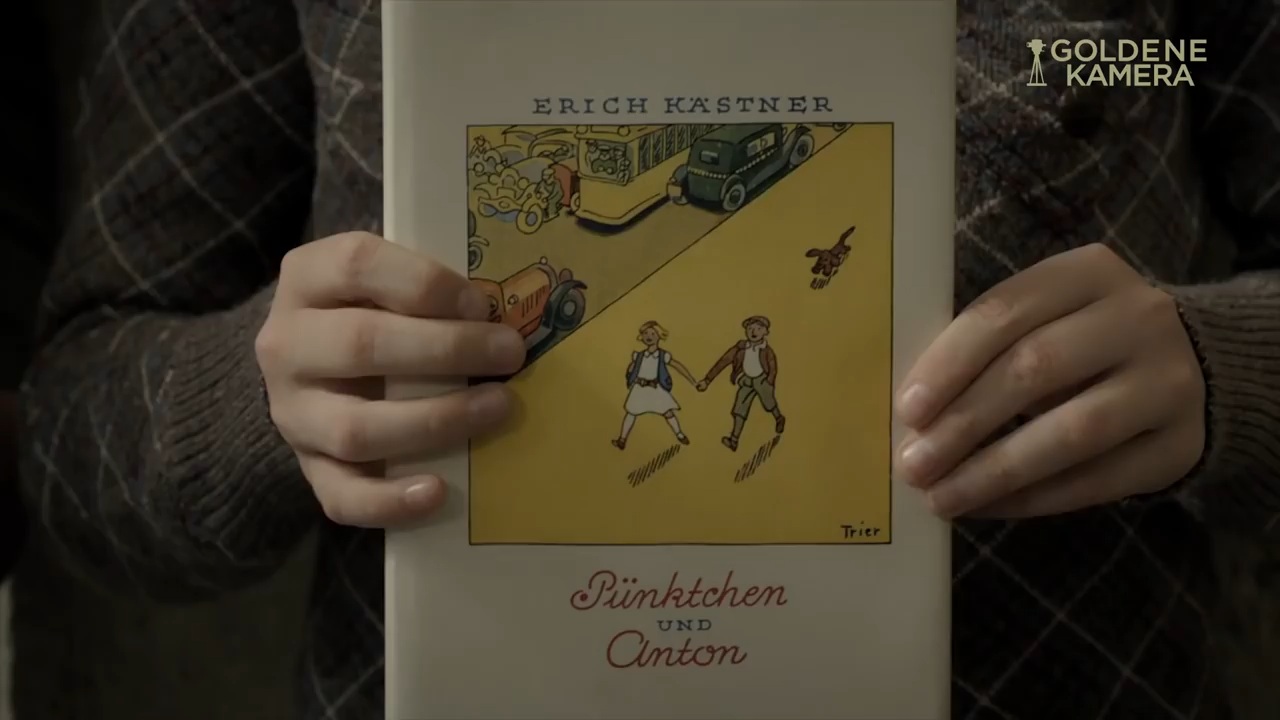 GOLDENE
KAMERA
ERICH KÄSTNER
Trier
Pünktchen
UND
Anton